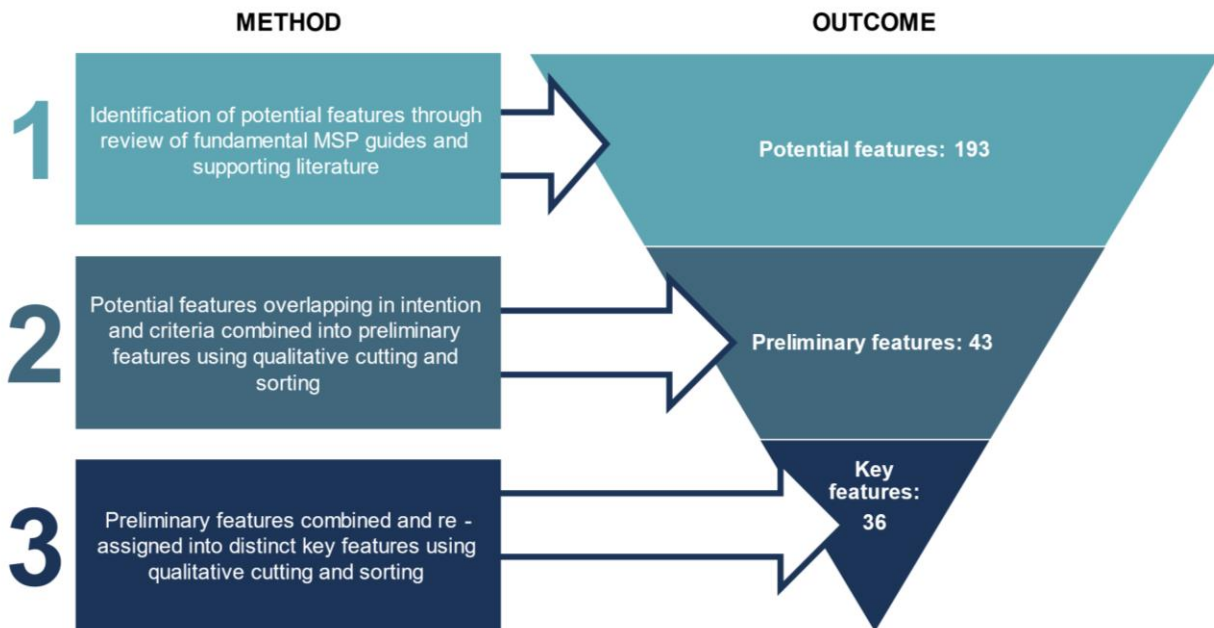 METHOD
OUTCOME
1
Identification of potential features through
review of fundamental MSP guides and
supporting literature
Potential features: 193
2
Potential features overlapping in intention
and criteria combined into preliminary
features using qualitative cutting and
sorting
Preliminary features: 43
3
Preliminary features combined and re -
assigned into distinct key features using
qualitative cutting and sorting
Key
features:
36